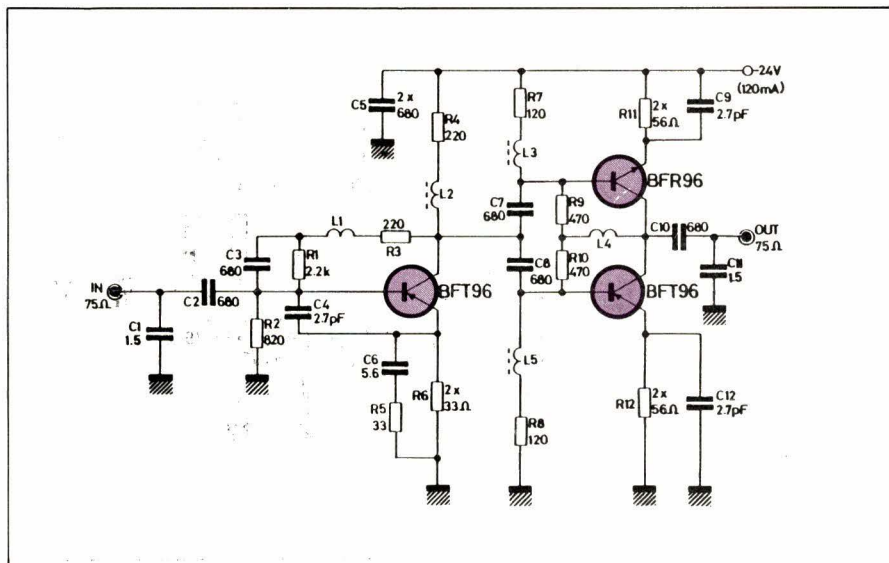 -24V
(120mA)
C5
2 x
680
R4
220
R7
120
R11
2 x
56Ω
C9
2.7pF
L3
L2
BFR96
C7
680
R9
470
L1
220
R3
C3
680
R1
2.2k
L4
C10
680
OUT
75Ω
IN
75Ω
C2
680
BFT96
C8
680
R10
470
BFT96
C11
1.5
C1
1.5
R2
820
C4
2.7pF
C6
5.6
R6
2 x
33Ω
L5
R5
33
R8
120
R12
2 x
56Ω
C12
2.7pF